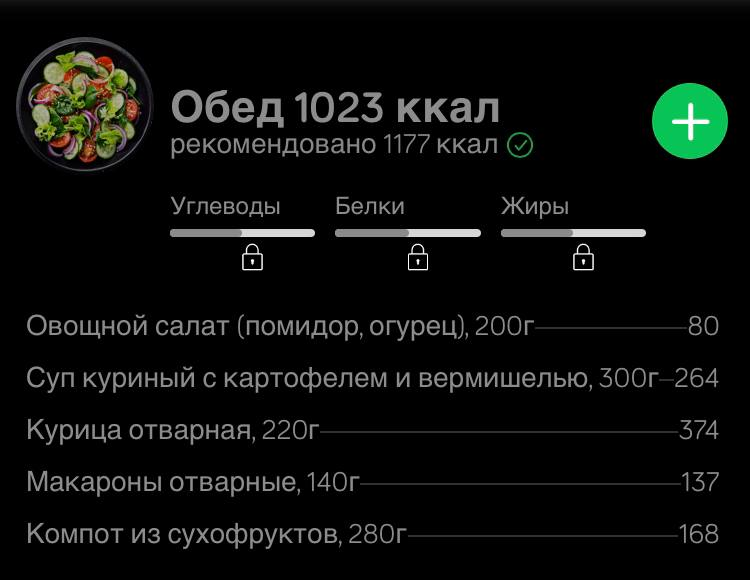 Обед 1023 ккал
рекомендовано 1177 ккал
Углеводы Белки Жиры
Овощной салат (помидор, огурец), 200г 80
Суп куриный с картофелем и вермишелью, 300г 264
Курица отварная, 220г 374
Макароны отварные, 140г 137
Компот из сухофруктов, 280г 168